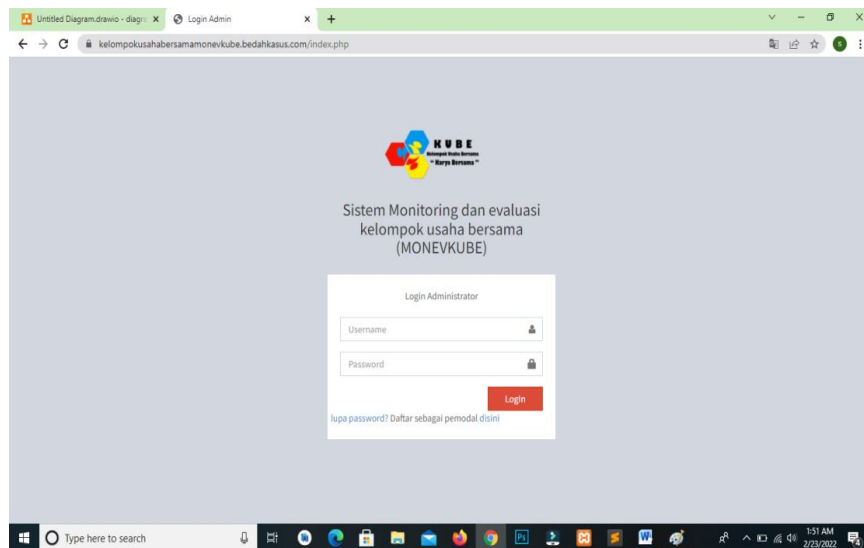 Untitled Diagram.drawio - diagra
Login Admin
kelompokusahabersamamonevkube.bedahkasus.com/index.php
KUBE
Kelompok Usaha Bersama
" Karya Bersama "
Sistem Monitoring dan evaluasi
kelompok usaha bersama
(MONEVKUBE)
Login Administrator
Username
Password
Login
lupa password? Daftar sebagai pemodal disini
Type here to search
1:51 AM
2/23/2022